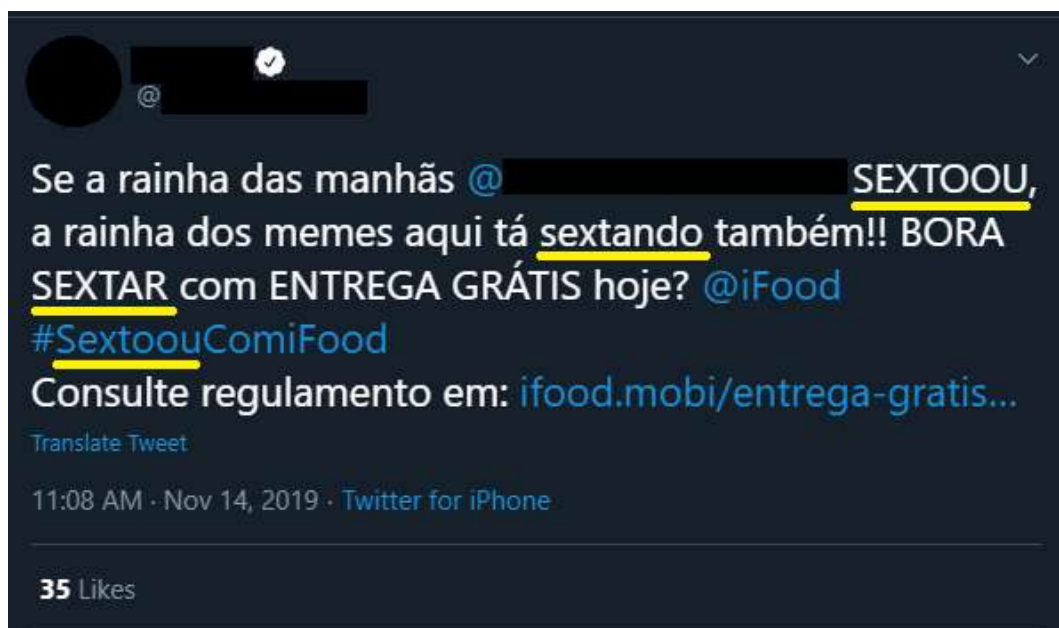 @
Se a rainha das manhãs @ SEXTOOU,
a rainha dos memes aqui tá sextando também!! BORA
SEXTAR com ENTREGA GRÁTIS hoje? @iFood
#SextoouComiFood
Consulte regulamento em: ifood.mobi/entrega-gratis...
Translate Tweet
11:08 AM · Nov 14, 2019 · Twitter for iPhone
35 Likes